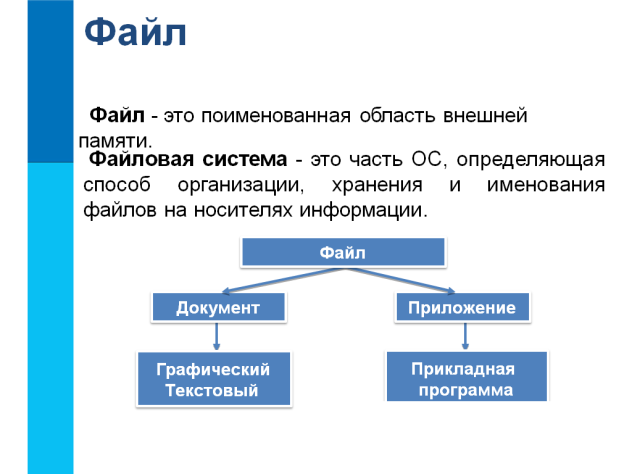 Файл
Файл - это поименованная область внешней
памяти.
Файловая система - это часть ОС, определяющая
способ организации, хранения и именования
файлов на носителях информации.
Файл
Документ
Приложение
Графический
Текстовый
Прикладная
программа